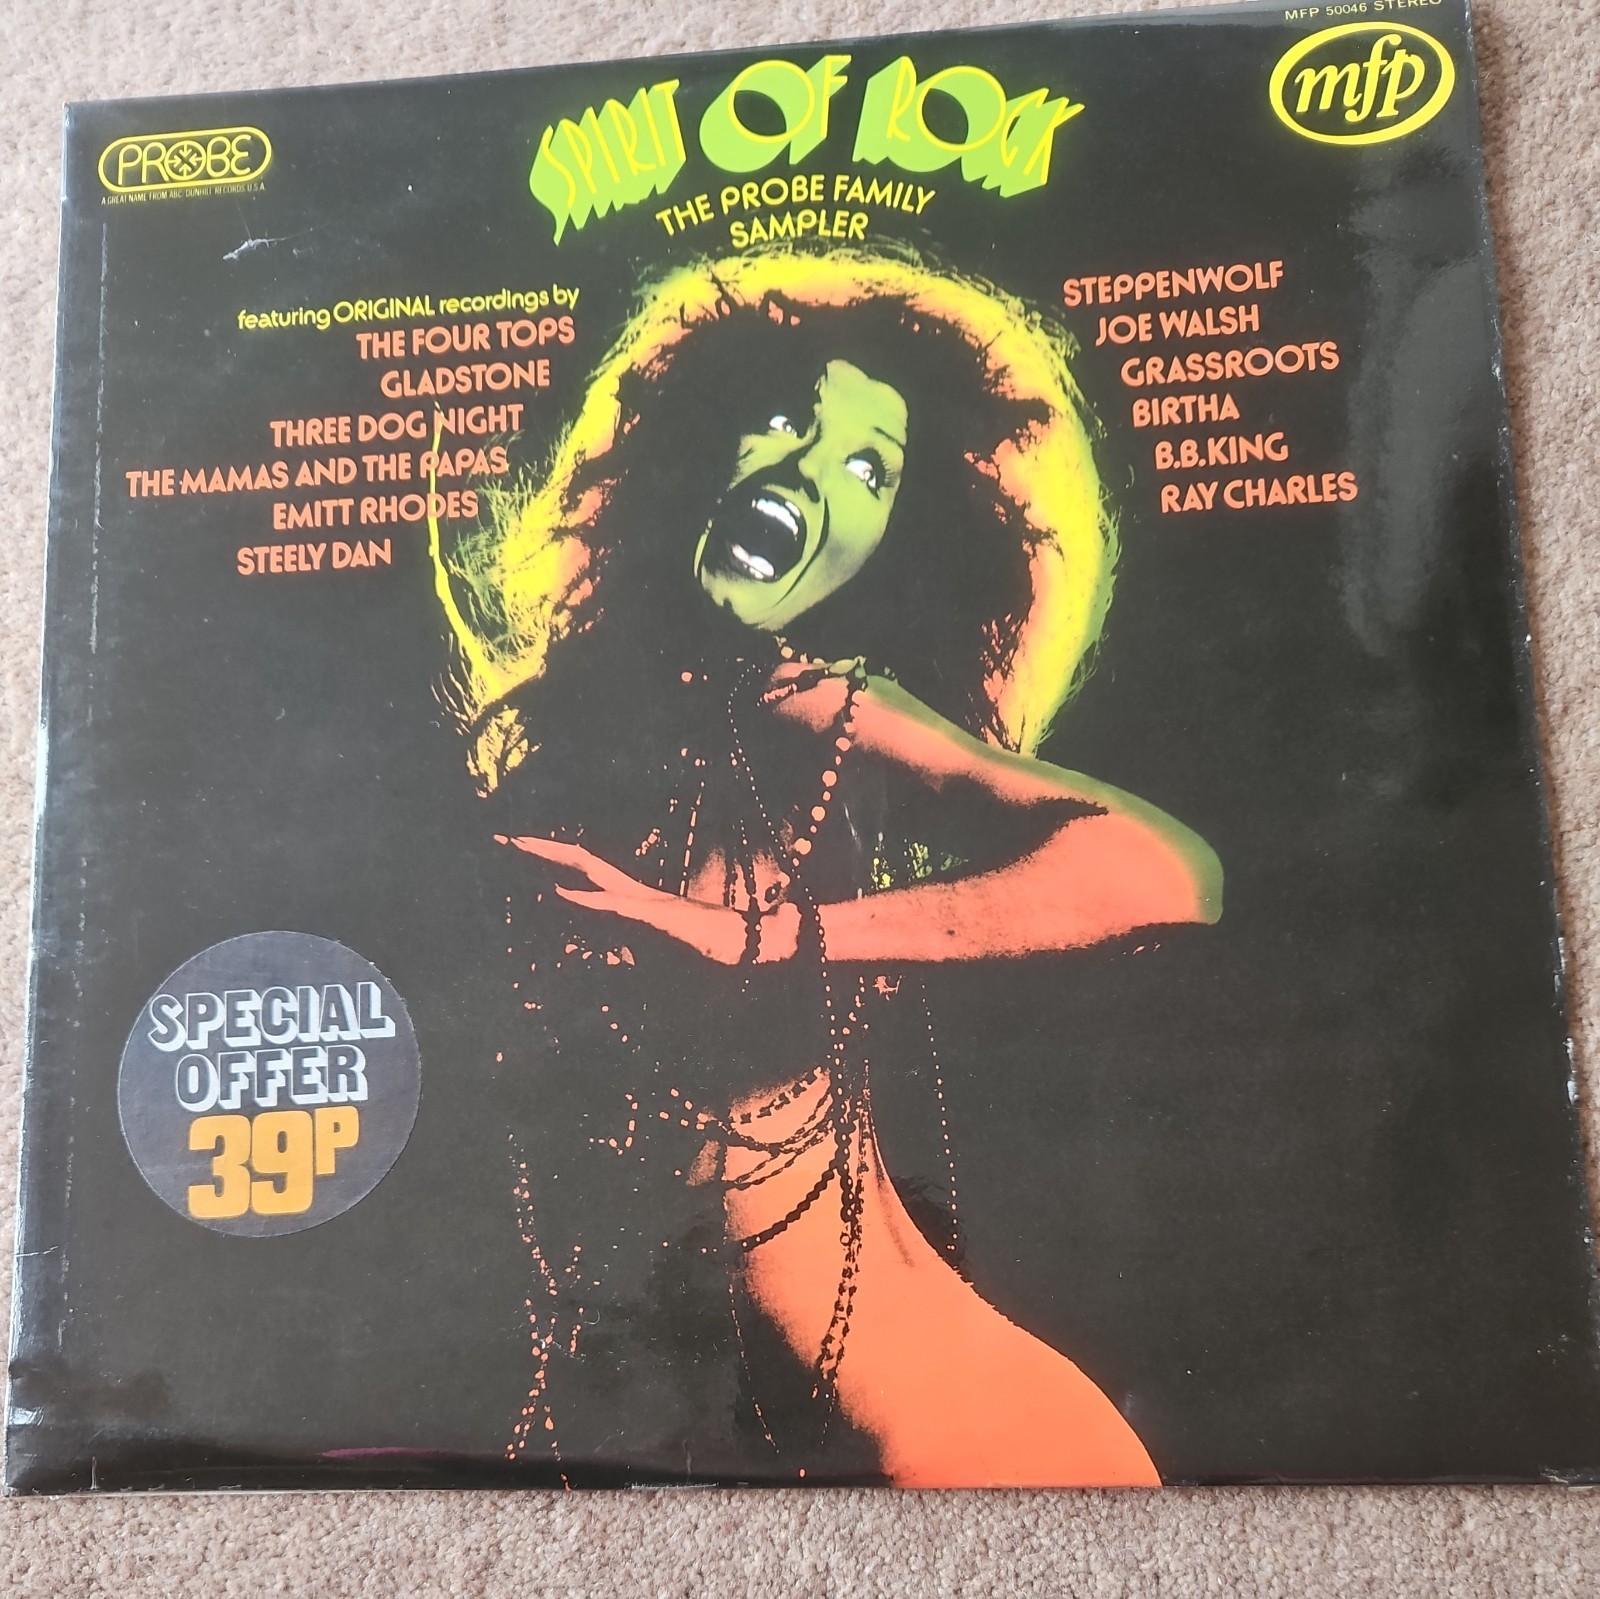 MFP 50046 STEREO
mfp
PROBE
A GREAT NAME FROM ABC. DUNHILL RECORDS. U.S.A.
SPIRIT OF ROCK
THE PROBE FAMILY
SAMPLER
featuring ORIGINAL recordings by
THE FOUR TOPS
GLADSTONE
THREE DOG NIGHT
THE MAMAS AND THE PAPAS
EMITT RHODES
STEELY DAN
STEPPENWOLF
JOE WALSH
GRASSROOTS
BIRTHA
B.B.KING
RAY CHARLES
SPECIAL
OFFER
39P